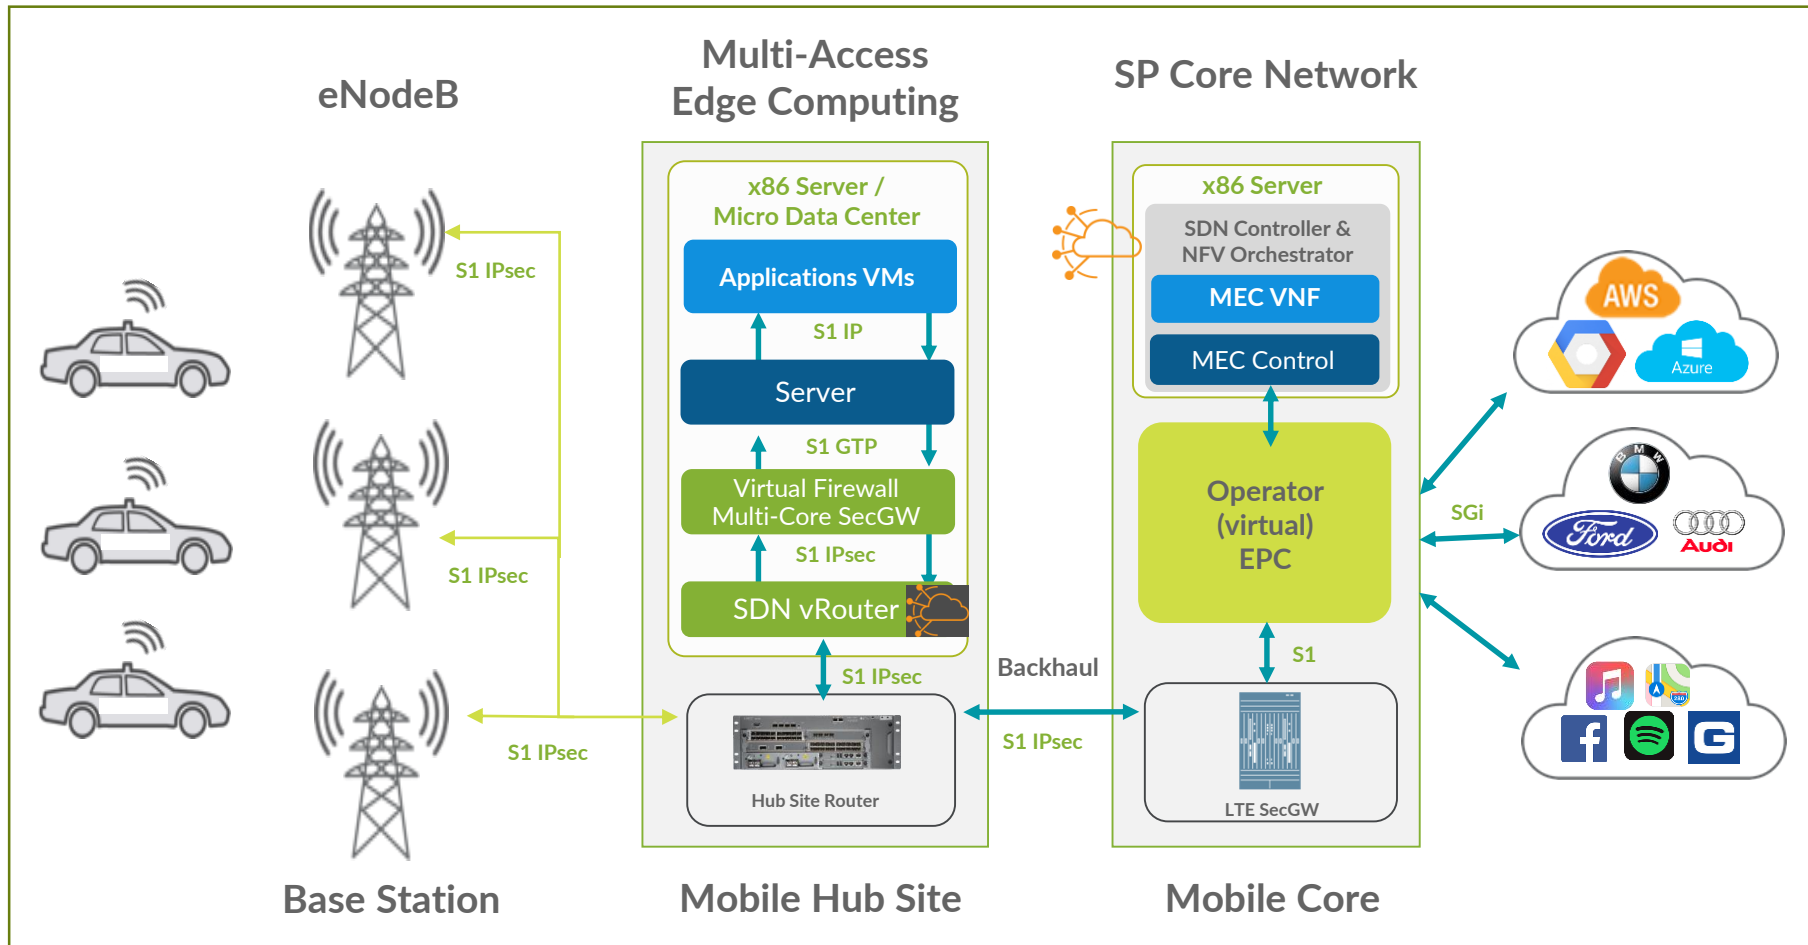 eNodeB
Multi-Access
Edge Computing
SP Core Network
x86 Server /
Micro Data Center
Applications VMs
S1 IP
Server
S1 GTP
Virtual Firewall
Multi-Core SecGW
S1 IPsec
SDN vRouter
S1 IPsec
Hub Site Router
S1 IPsec
S1 IPsec
S1 IPsec
Backhaul
S1 IPsec
x86 Server
SDN Controller &
NFV Orchestrator
MEC VNF
MEC Control
Operator
(virtual)
EPC
S1
LTE SecGW
SGi
AWS
Azure
BMW
Ford
Audi
280
f
G
Base Station
Mobile Hub Site
Mobile Core